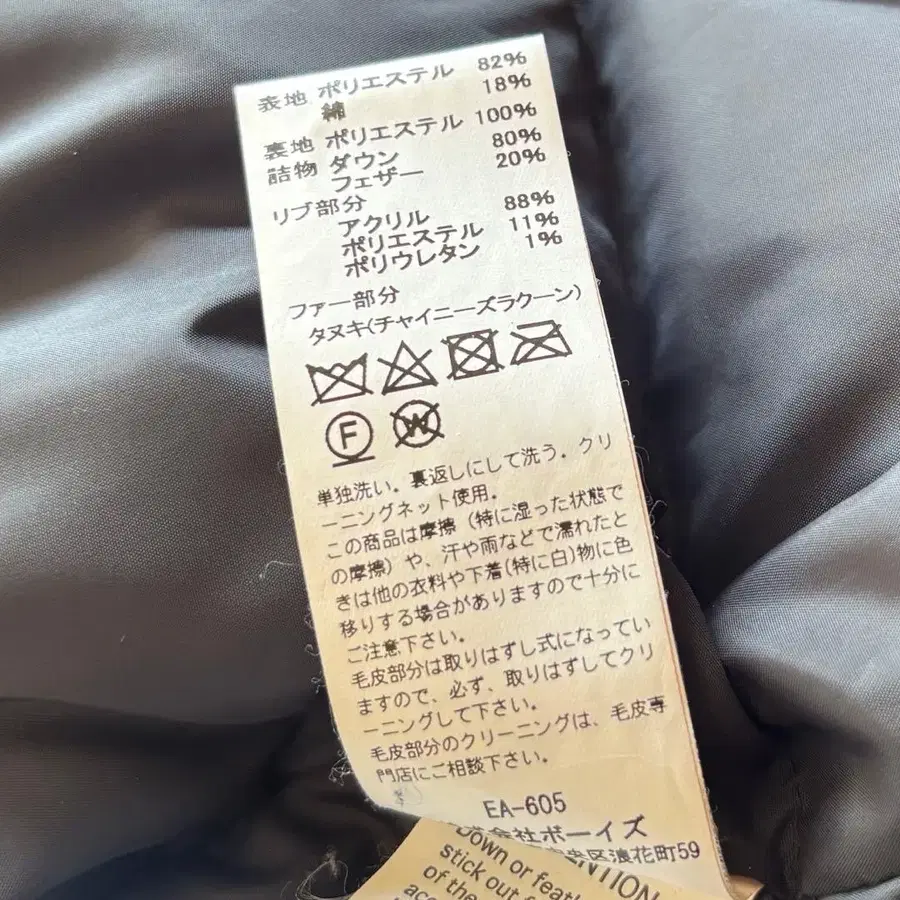 表地 ポリエステル 82%
綿 18%
裏地 ポリエステル 100%
詰物 ダウン 80%
フェザー 20%
リブ部分
アクリル 88%
ポリエステル 11%
ポリウレタン 1%
ファー部分
タヌキ(チャイニーズラクーン)
F
W
単独洗い。裏返しにして洗う。クリ
ーニングネット使用。
この商品は摩擦(特に湿った状態で
の摩擦)や、汗や雨などで濡れたと
きは他の衣料や下着(特に白)物に色
移りする場合がありますので十分に
ご注意下さい。
毛皮部分は取りはずし式になってい
ますので、必ず、取りはずしてクリ
ーニングして下さい。
毛皮部分のクリーニングは、毛皮専
門店にご相談下さい。
EA-605
会社ボーイズ
区浪花町59
Down or feath
stick out
of the